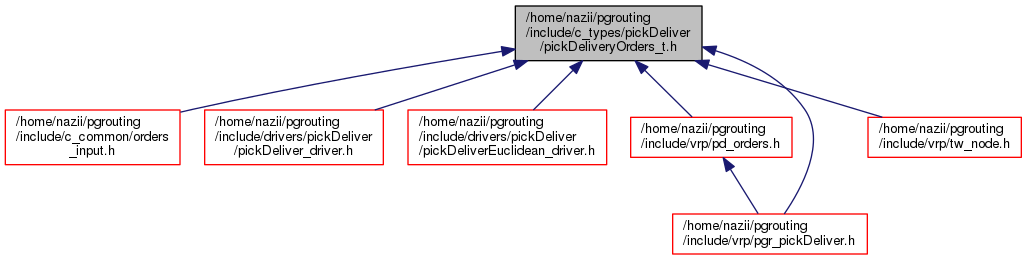 /home/nazii/pgrouting
/include/c_types/pickDeliver
/pickDeliveryOrders_t.h
/home/nazii/pgrouting
/include/c_common/orders
_input.h
/home/nazii/pgrouting
/include/drivers/pickDeliver
/pickDeliver_driver.h
/home/nazii/pgrouting
/include/drivers/pickDeliver
/pickDeliverEuclidean_driver.h
/home/nazii/pgrouting
/include/vrp/pd_orders.h
/home/nazii/pgrouting
/include/vrp/tw_node.h
/home/nazii/pgrouting
/include/vrp/pgr_pickDeliver.h